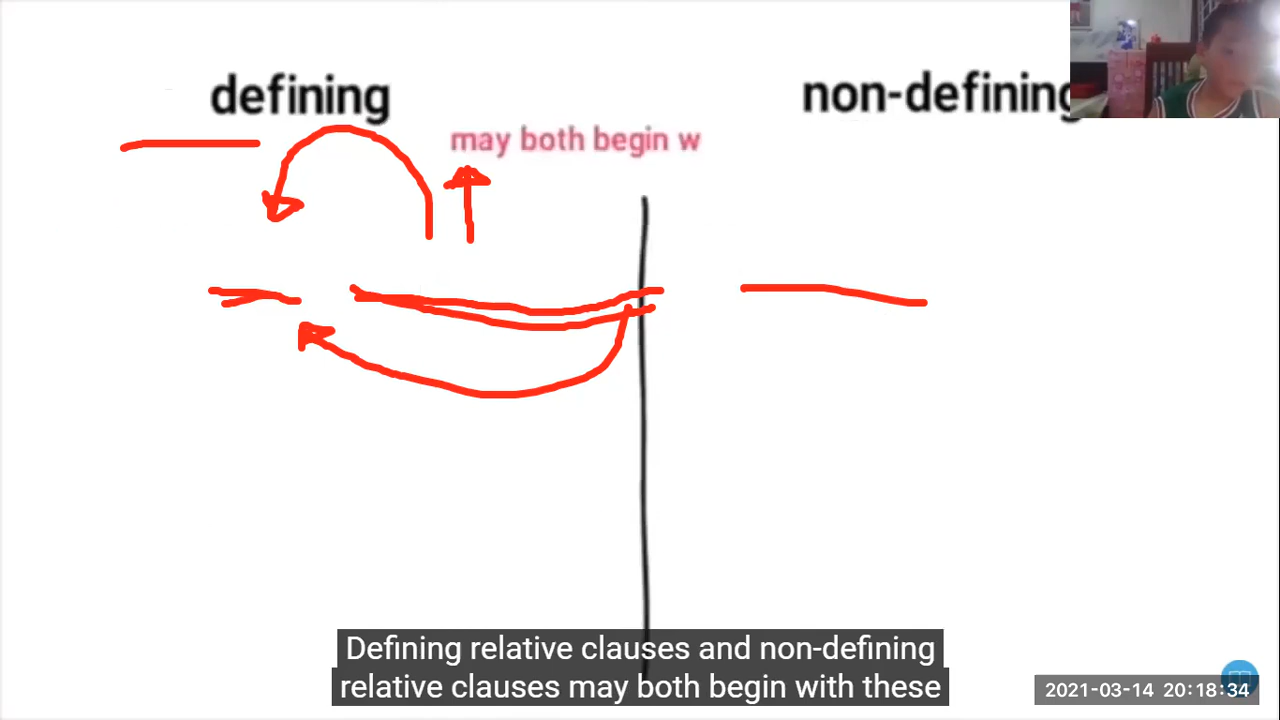 defining
non-defining
may both begin w
Defining relative clauses and non-defining
relative clauses may both begin with these
2021-03-14 20:18:34